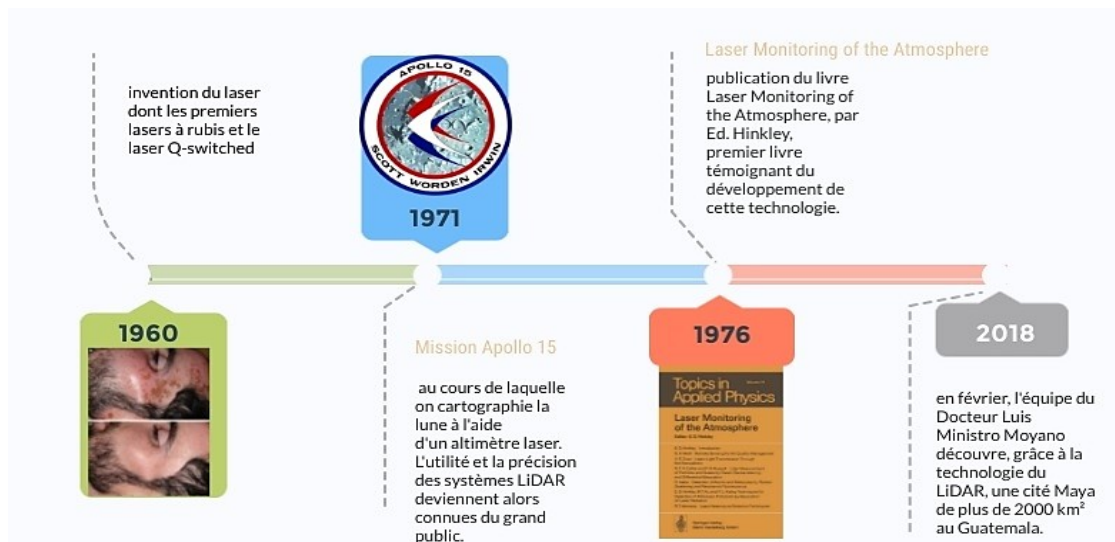 invention du laser
dont les premiers
lasers à rubis et le
laser Q-switched
1960
APOLLO 15
SCOTT WORDEN IRWIN
1971
Mission Apollo 15
au cours de laquelle
on cartographie la
lune à l'aide
d'un altimètre laser.
L'utilité et la précision
des systèmes LiDAR
deviennent alors
connues du grand
public.
Laser Monitoring of the Atmosphere
publication du livre
Laser Monitoring of
the Atmosphere, par
Ed. Hinkley,
premier livre
témoignant du
développement de
cette technologie.
1976
Topics in
Applied Physics
Laser Monitoring
of the Atmosphere
2018
en février, l'équipe du
Docteur Luis
Ministro Moyano
découvre, grâce à la
technologie du
LiDAR, une cité Maya
de plus de 2000 km²
au Guatemala.